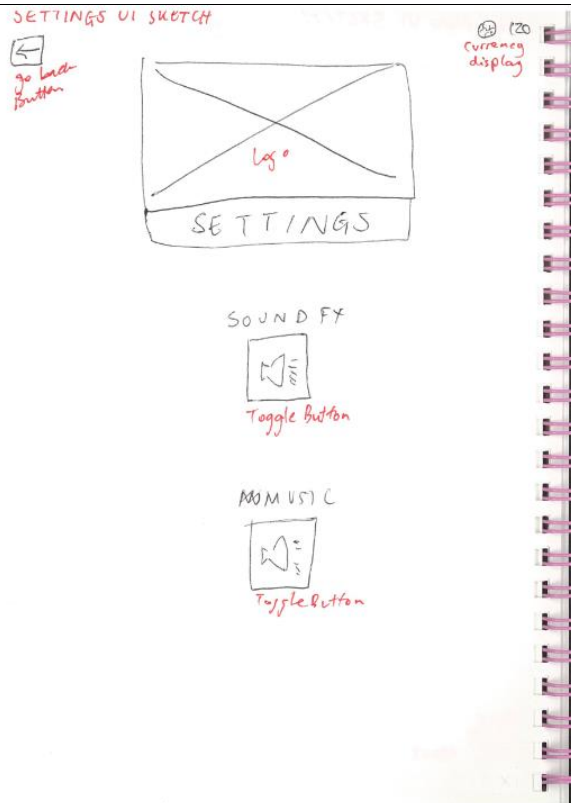 SETTINGS UI SKETCH
120
currency
display
go back
Button
Logo
SETTINGS
SOUND FX
Toggle Button
MUSIC
Toggle Button